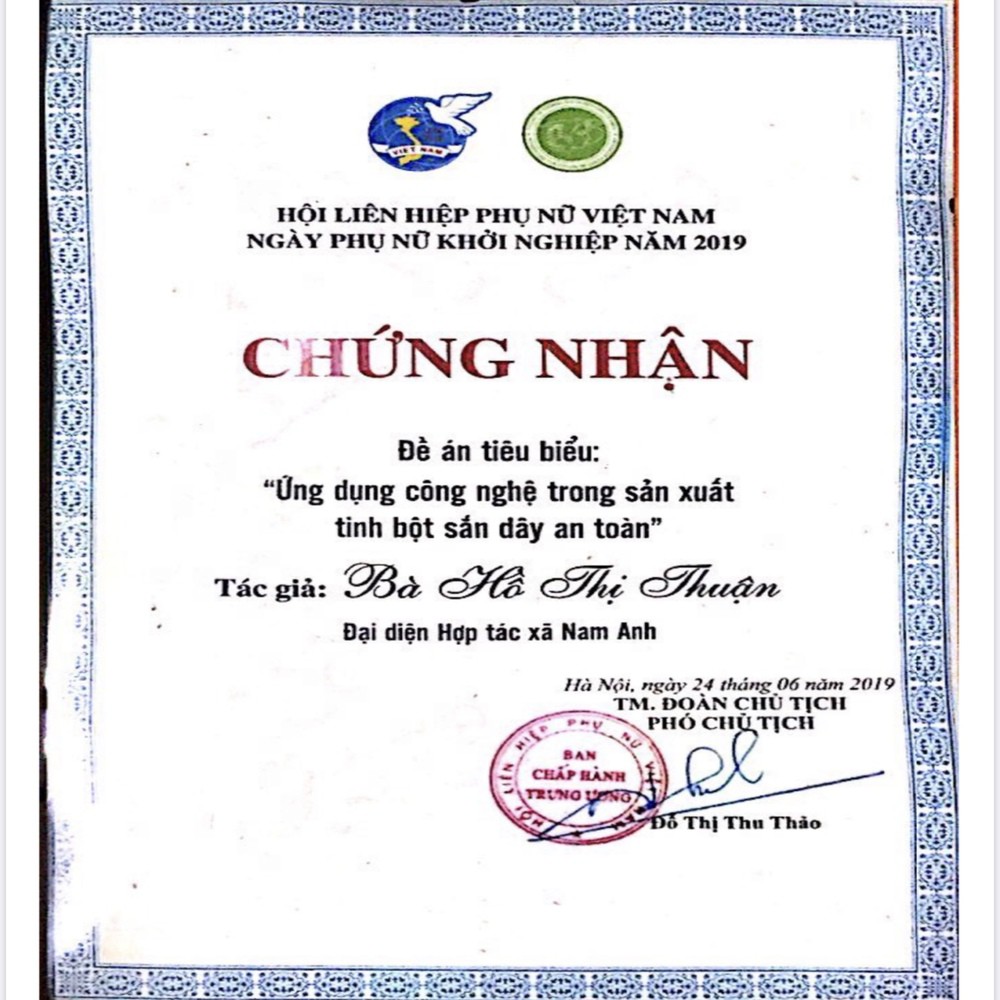 VIỆT NAM
HỘI LIÊN HIỆP PHỤ NỮ VIỆT NAM
NGÀY PHỤ NỮ KHỞI NGHIỆP NĂM 2019
CHỨNG NHẬN
Đề án tiêu biểu:
“Ứng dụng công nghệ trong sản xuất
tinh bột sắn dây an toàn”
Tác giả: Bà Hồ Thị Thuận
Đại diện Hợp tác xã Nam Anh
Hà Nội, ngày 24 tháng 06 năm 2019
TM. ĐOÀN CHỦ TỊCH
PHÓ CHỦ TỊCH
HỘI LIÊN HIỆP PHỤ NỮ VIỆT NAM
BAN
CHẤP HÀNH
TRUNG ƯƠNG
Đỗ Thị Thu Thảo